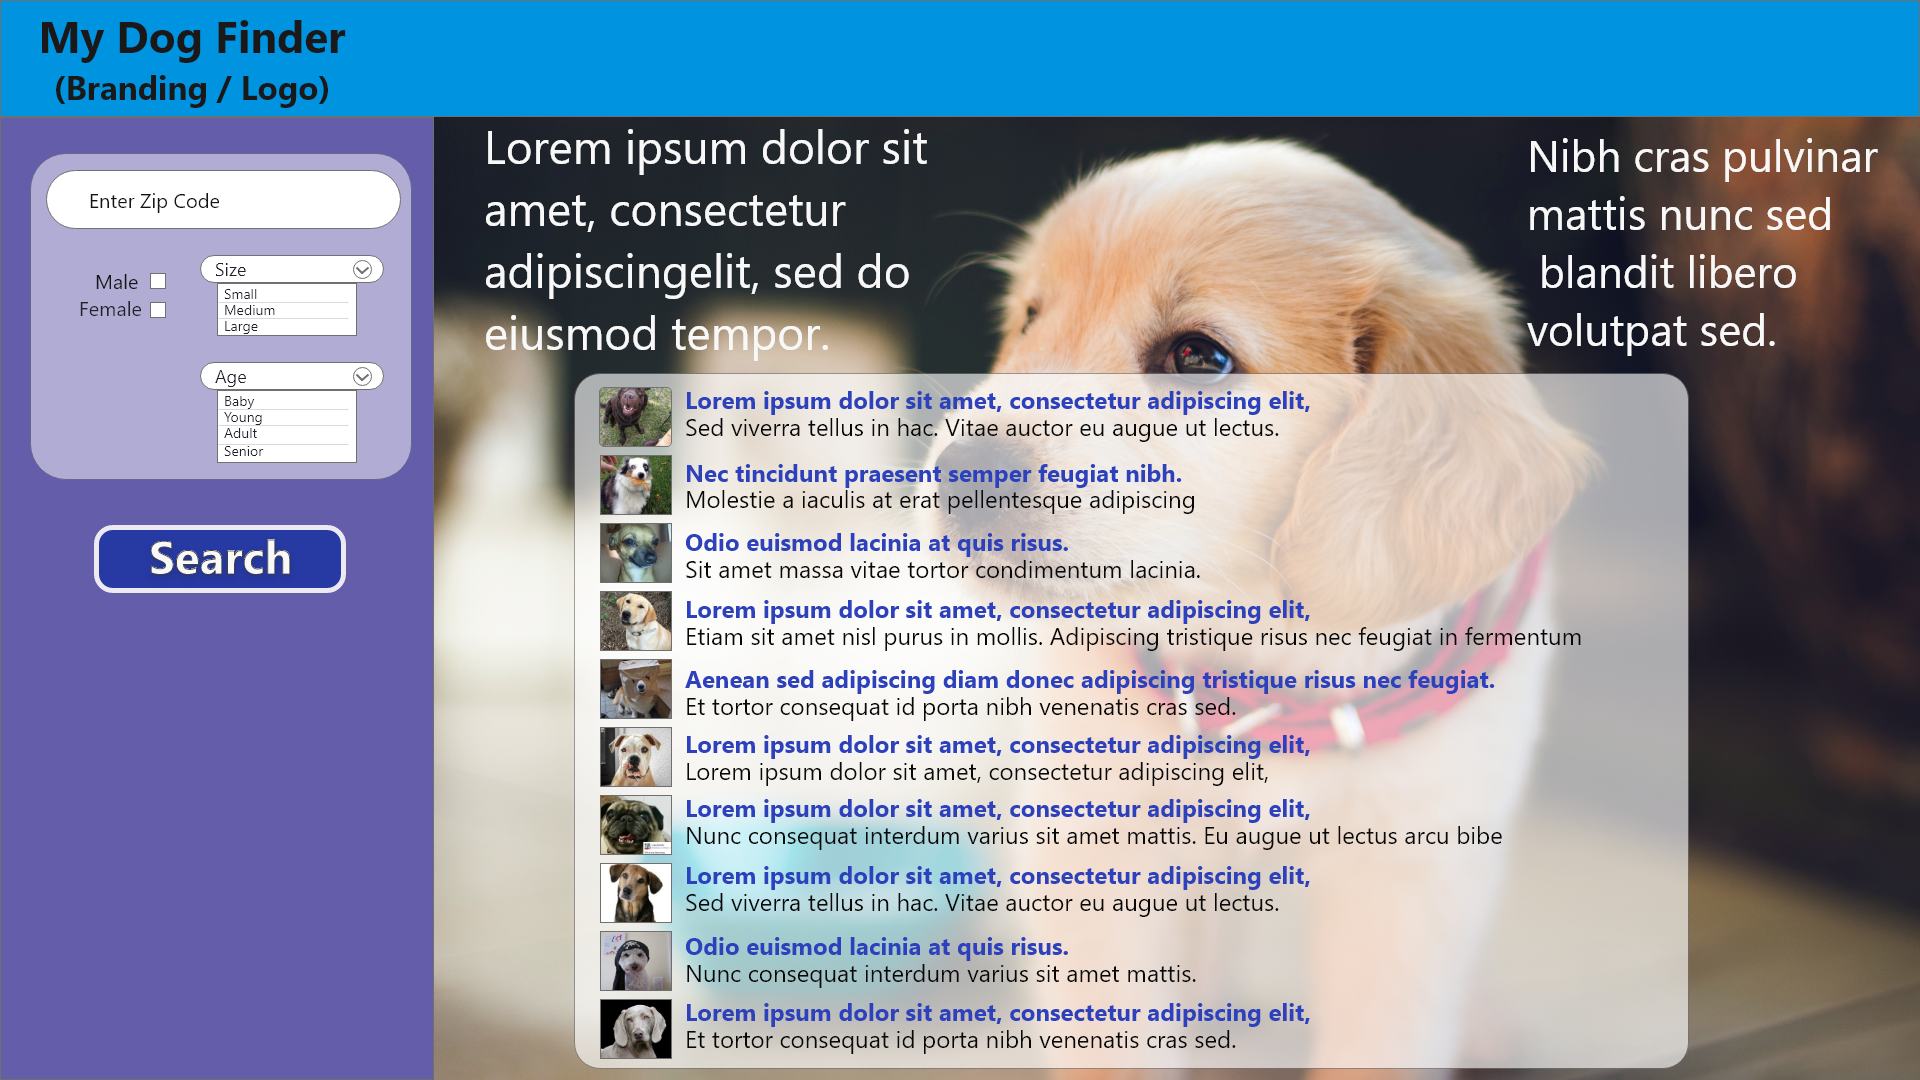 My Dog Finder
(Branding / Logo)
Enter Zip Code
Male
Female
Size
Small
Medium
Large
Age
Baby
Young
Adult
Senior
Search
Lorem ipsum dolor sit
amet, consectetur
adipiscingelit, sed do
eiusmod tempor.
Nibh cras pulvinar
mattis nunc sed
blandit libero
volutpat sed.
Lorem ipsum dolor sit amet, consectetur adipiscing elit,
Sed viverra tellus in hac. Vitae auctor eu augue ut lectus.
Nec tincidunt praesent semper feugiat nibh.
Molestie a iaculis at erat pellentesque adipiscing
Odio euismod lacinia at quis risus.
Sit amet massa vitae tortor condimentum lacinia.
Lorem ipsum dolor sit amet, consectetur adipiscing elit,
Etiam sit amet nisl purus in mollis. Adipiscing tristique risus nec feugiat in fermentum
Aenean sed adipiscing diam donec adipiscing tristique risus nec feugiat.
Et tortor consequat id porta nibh venenatis cras sed.
Lorem ipsum dolor sit amet, consectetur adipiscing elit,
Lorem ipsum dolor sit amet, consectetur adipiscing elit,
Lorem ipsum dolor sit amet, consectetur adipiscing elit,
Nunc consequat interdum varius sit amet mattis. Eu augue ut lectus arcu bibe
Lorem ipsum dolor sit amet, consectetur adipiscing elit,
Sed viverra tellus in hac. Vitae auctor eu augue ut lectus.
Odio euismod lacinia at quis risus.
Nunc consequat interdum varius sit amet mattis.
Lorem ipsum dolor sit amet, consectetur adipiscing elit,
Et tortor consequat id porta nibh venenatis cras sed.